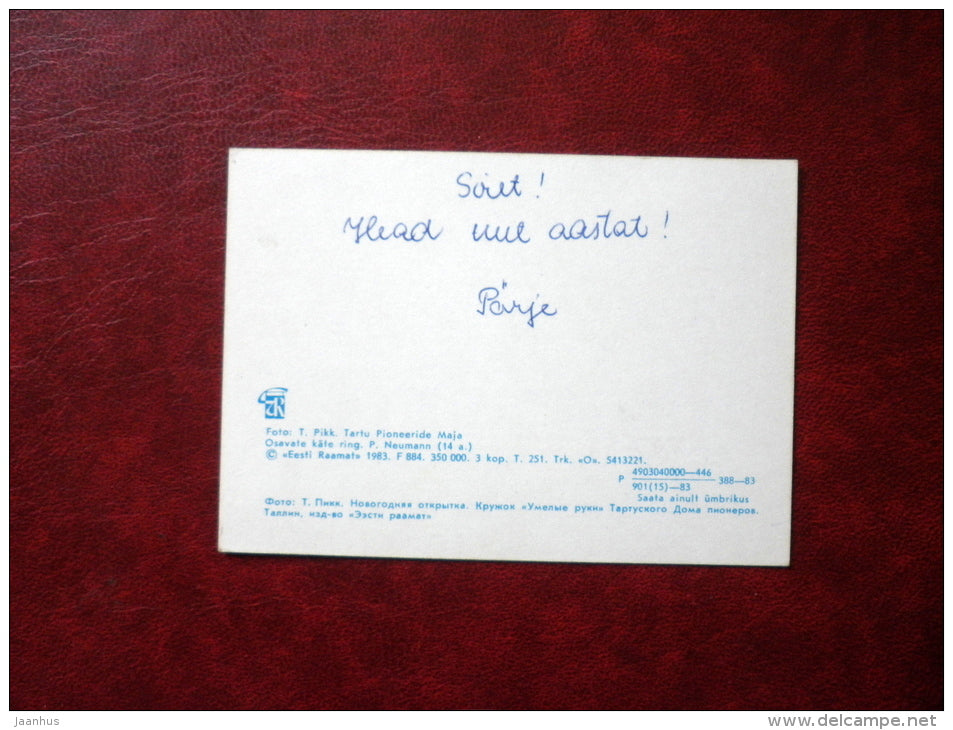 Siret!
Head uut aastat!
Pärje
Foto: T. Pikk. Tartu Pioneeride Maja
Osavate käte ring. P. Neumann (14 a.)
© «Eesti Raamat» 1983. F 884. 350 000. 3 kop. T. 251. Trk. «O». 5413221.
P 4903040000—446 388—83
901(15)—83
Saata ainult ümbrikus
Фото: Т. Пикк. Новогодняя открытка. Кружок «Умелые руки» Тартуского Дома пионеров.
Таллин, изд-во «Ээсти раамат»
Jaanhus
www.delcampe.net